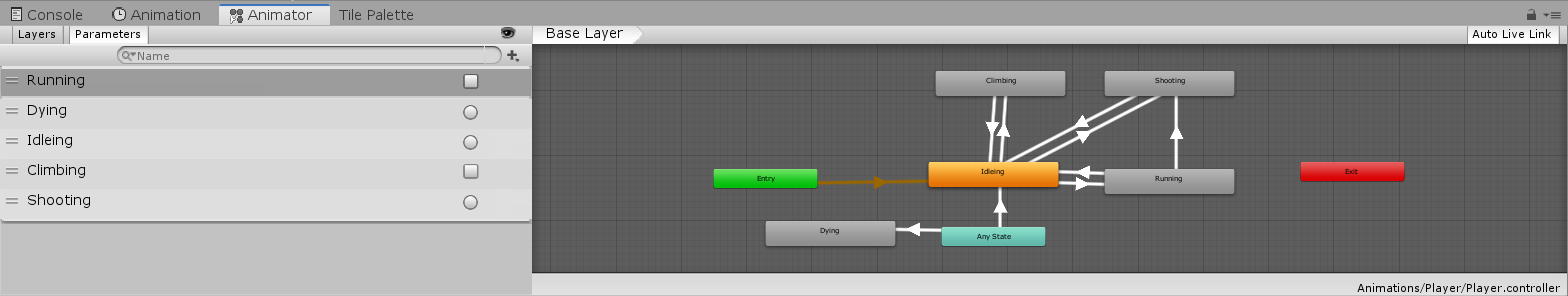 Console Animation Animator Tile Palette
Layers Parameters
Name
Running
Dying
Idleing
Climbing
Shooting
Base Layer
Auto Live Link
Climbing
Shooting
Entry
Idleing
Running
Exit
Dying
Any State
Animations/Player/Player.controller